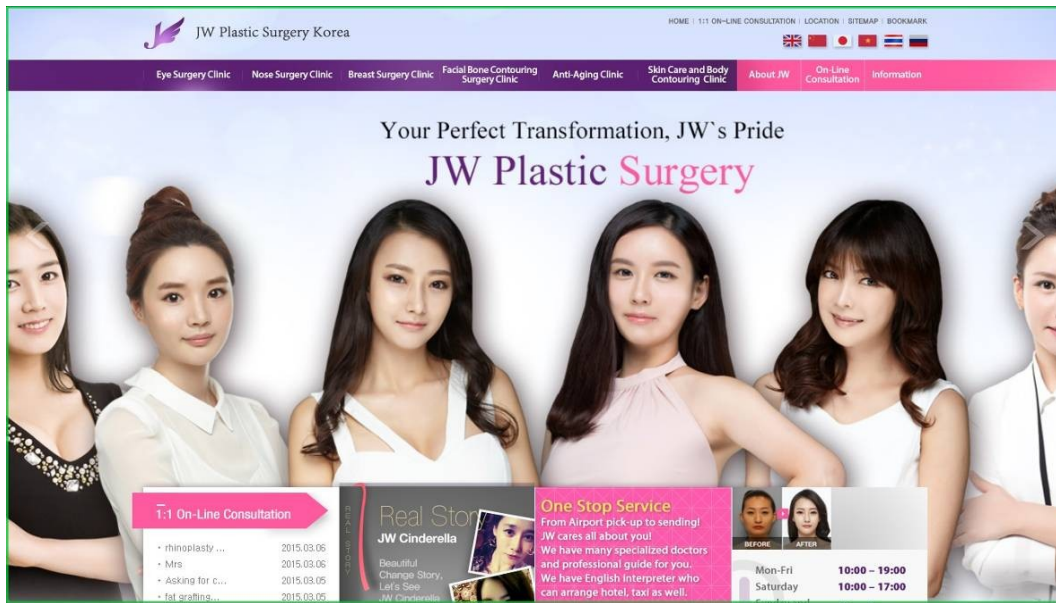 JW Plastic Surgery Korea
HOME | 1:1 ON-LINE CONSULTATION | LOCATION | SITEMAP | BOOKMARK
Eye Surgery Clinic
Nose Surgery Clinic
Breast Surgery Clinic
Facial Bone Contouring
Surgery Clinic
Anti-Aging Clinic
Skin Care and Body
Contouring Clinic
About JW
On-Line
Consultation
Information
Your Perfect Transformation, JW`s Pride
JW Plastic Surgery
1:1 On-Line Consultation
· rhinoplasty ... 2015.03.06
· Mrs 2015.03.06
· Asking for c... 2015.03.05
· fat grafting... 2015.03.05
REAL STORY
Real Stor
JW Cinderella
Beautiful
Change Story,
Let's See
JW Cinderella
One Stop Service
From Airport pick-up to sending!
JW cares all about you!
We have many specialized doctors
and professional guide for you.
We have English interpreter who
can arrange hotel, taxi as well.
BEFORE AFTER
Mon-Fri 10:00 – 19:00
Saturday 10:00 – 17:00